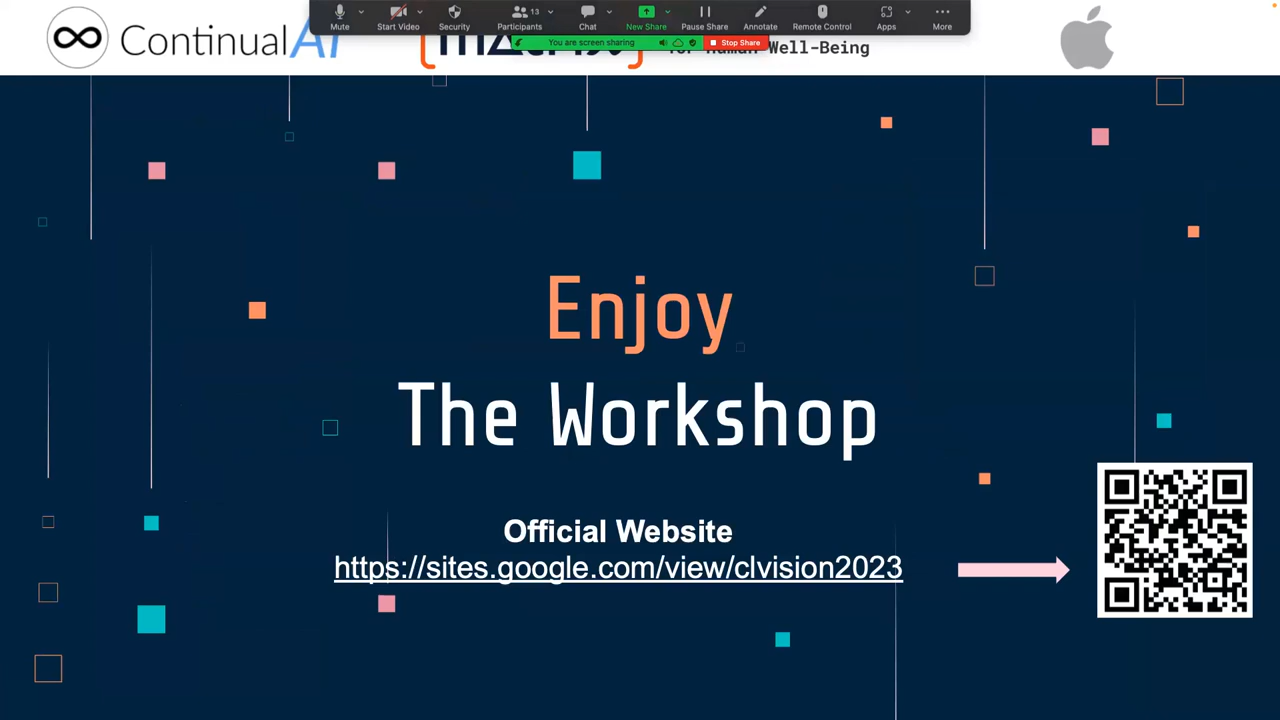 Mute
Start Video
Security
Participants
13
Chat
New Share
Pause Share
Annotate
Remote Control
Apps
More
You are screen sharing
Stop Share
ContinualAI
Well-Being
Enjoy
The Workshop
Official Website
https://sites.google.com/view/clvision2023